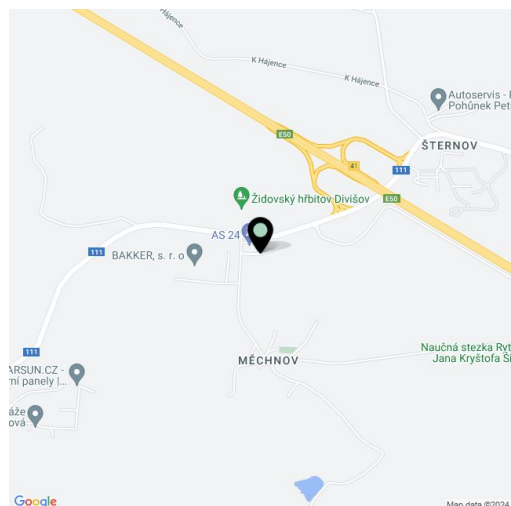 K Hájence
K Hájence
Autoservis -
Pohůnek Pet
ŠTERNOV
E50
41
111
E50
Židovský hřbitov Divišov
AS 24
111
BAKKER, s. r. o
111
MĚCHNOV
Naučná stezka Ryt
Jana Kryštofa Ši
ARSUN.CZ -
rní panely |...
áže
ová
Google
Map data ©2024